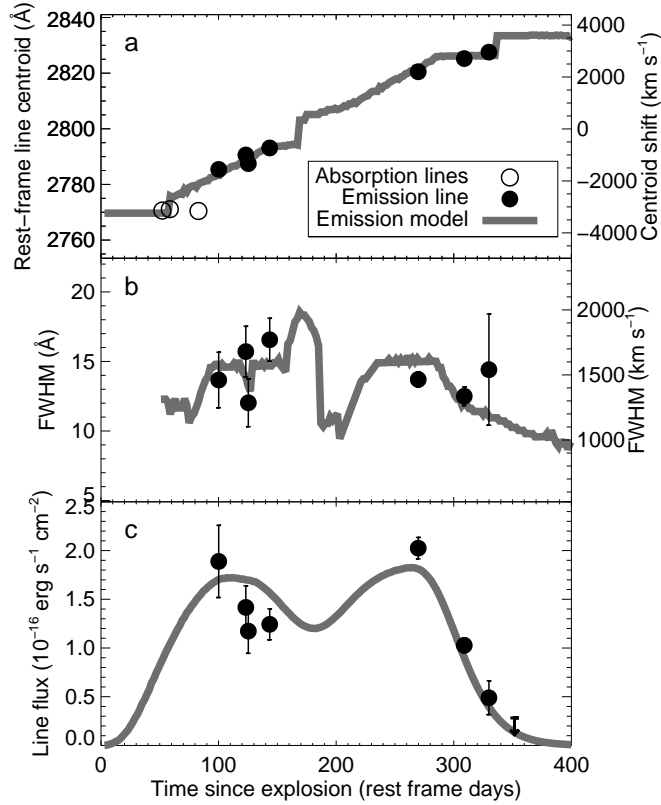 a
Rest-frame line centroid (Å)
2840
2820
2800
2780
2760
4000
2000
0
-2000
-4000
Centroid shift (km s⁻¹)
Absorption lines
Emission line
Emission model
b
FWHM (Å)
20
15
10
5
2000
1500
1000
FWHM (km s⁻¹)
c
Line flux (10⁻¹⁶ erg s⁻¹ cm⁻²)
2.5
2.0
1.5
1.0
0.5
0.0
0 100 200 300 400
Time since explosion (rest frame days)